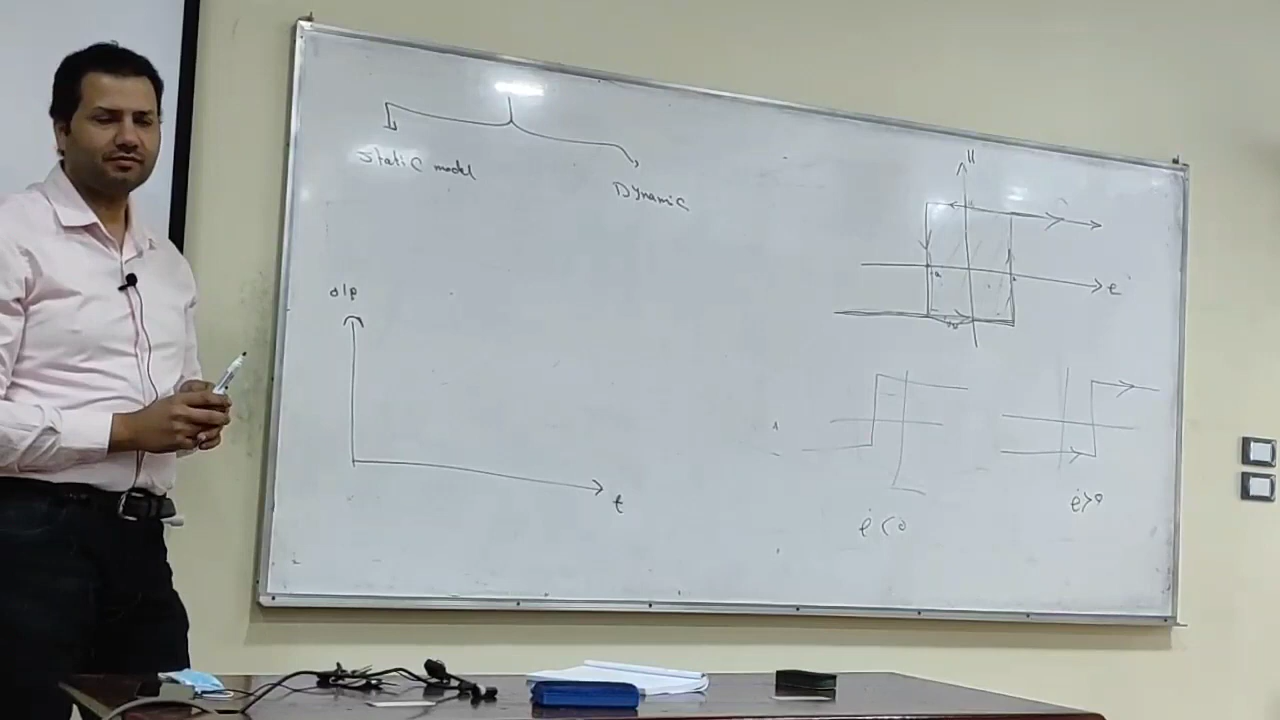 Static model
Dynamic
u
o/p
e
a
t
ė<0
ė>0